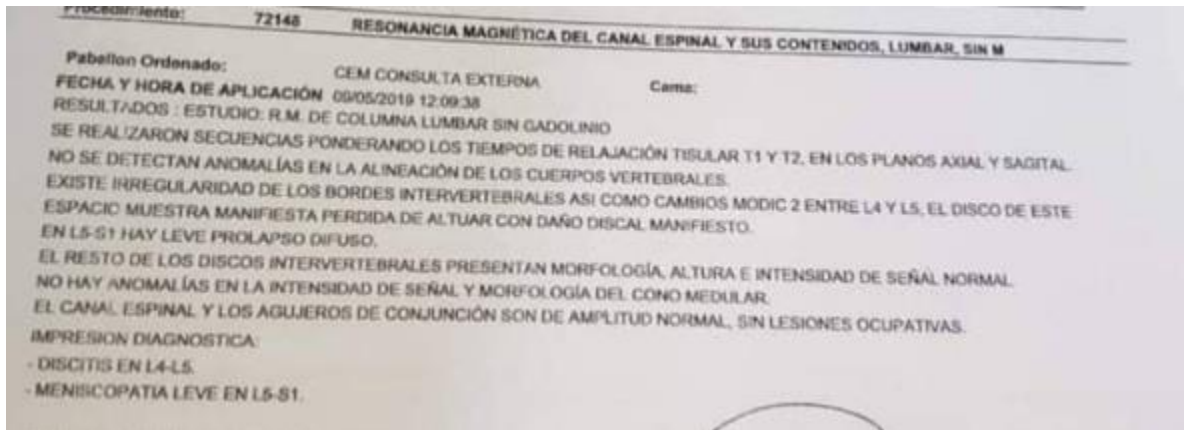 Procedimiento: 72148 RESONANCIA MAGNÉTICA DEL CANAL ESPINAL Y SUS CONTENIDOS, LUMBAR, SIN M
Pabellon Ordenado: CEM CONSULTA EXTERNA Cama:
FECHA Y HORA DE APLICACIÓN 09/05/2019 12:09:38
RESULTADOS : ESTUDIO: R.M. DE COLUMNA LUMBAR SIN GADOLINIO
SE REALIZARON SECUENCIAS PONDERANDO LOS TIEMPOS DE RELAJACIÓN TISULAR T1 Y T2, EN LOS PLANOS AXIAL Y SAGITAL.
NO SE DETECTAN ANOMALÍAS EN LA ALINEACIÓN DE LOS CUERPOS VERTEBRALES.
EXISTE IRREGULARIDAD DE LOS BORDES INTERVERTEBRALES ASI COMO CAMBIOS MODIC 2 ENTRE L4 Y L5, EL DISCO DE ESTE
ESPACIO MUESTRA MANIFIESTA PERDIDA DE ALTUAR CON DAÑO DISCAL MANIFIESTO.
EN L5-S1 HAY LEVE PROLAPSO DIFUSO.
EL RESTO DE LOS DISCOS INTERVERTEBRALES PRESENTAN MORFOLOGÍA, ALTURA E INTENSIDAD DE SEÑAL NORMAL.
NO HAY ANOMALÍAS EN LA INTENSIDAD DE SEÑAL Y MORFOLOGÍA DEL CONO MEDULAR.
EL CANAL ESPINAL Y LOS AGUJEROS DE CONJUNCIÓN SON DE AMPLITUD NORMAL, SIN LESIONES OCUPATIVAS.
IMPRESION DIAGNOSTICA:
- DISCITIS EN L4-L5.
- MENISCOPATIA LEVE EN L5-S1.